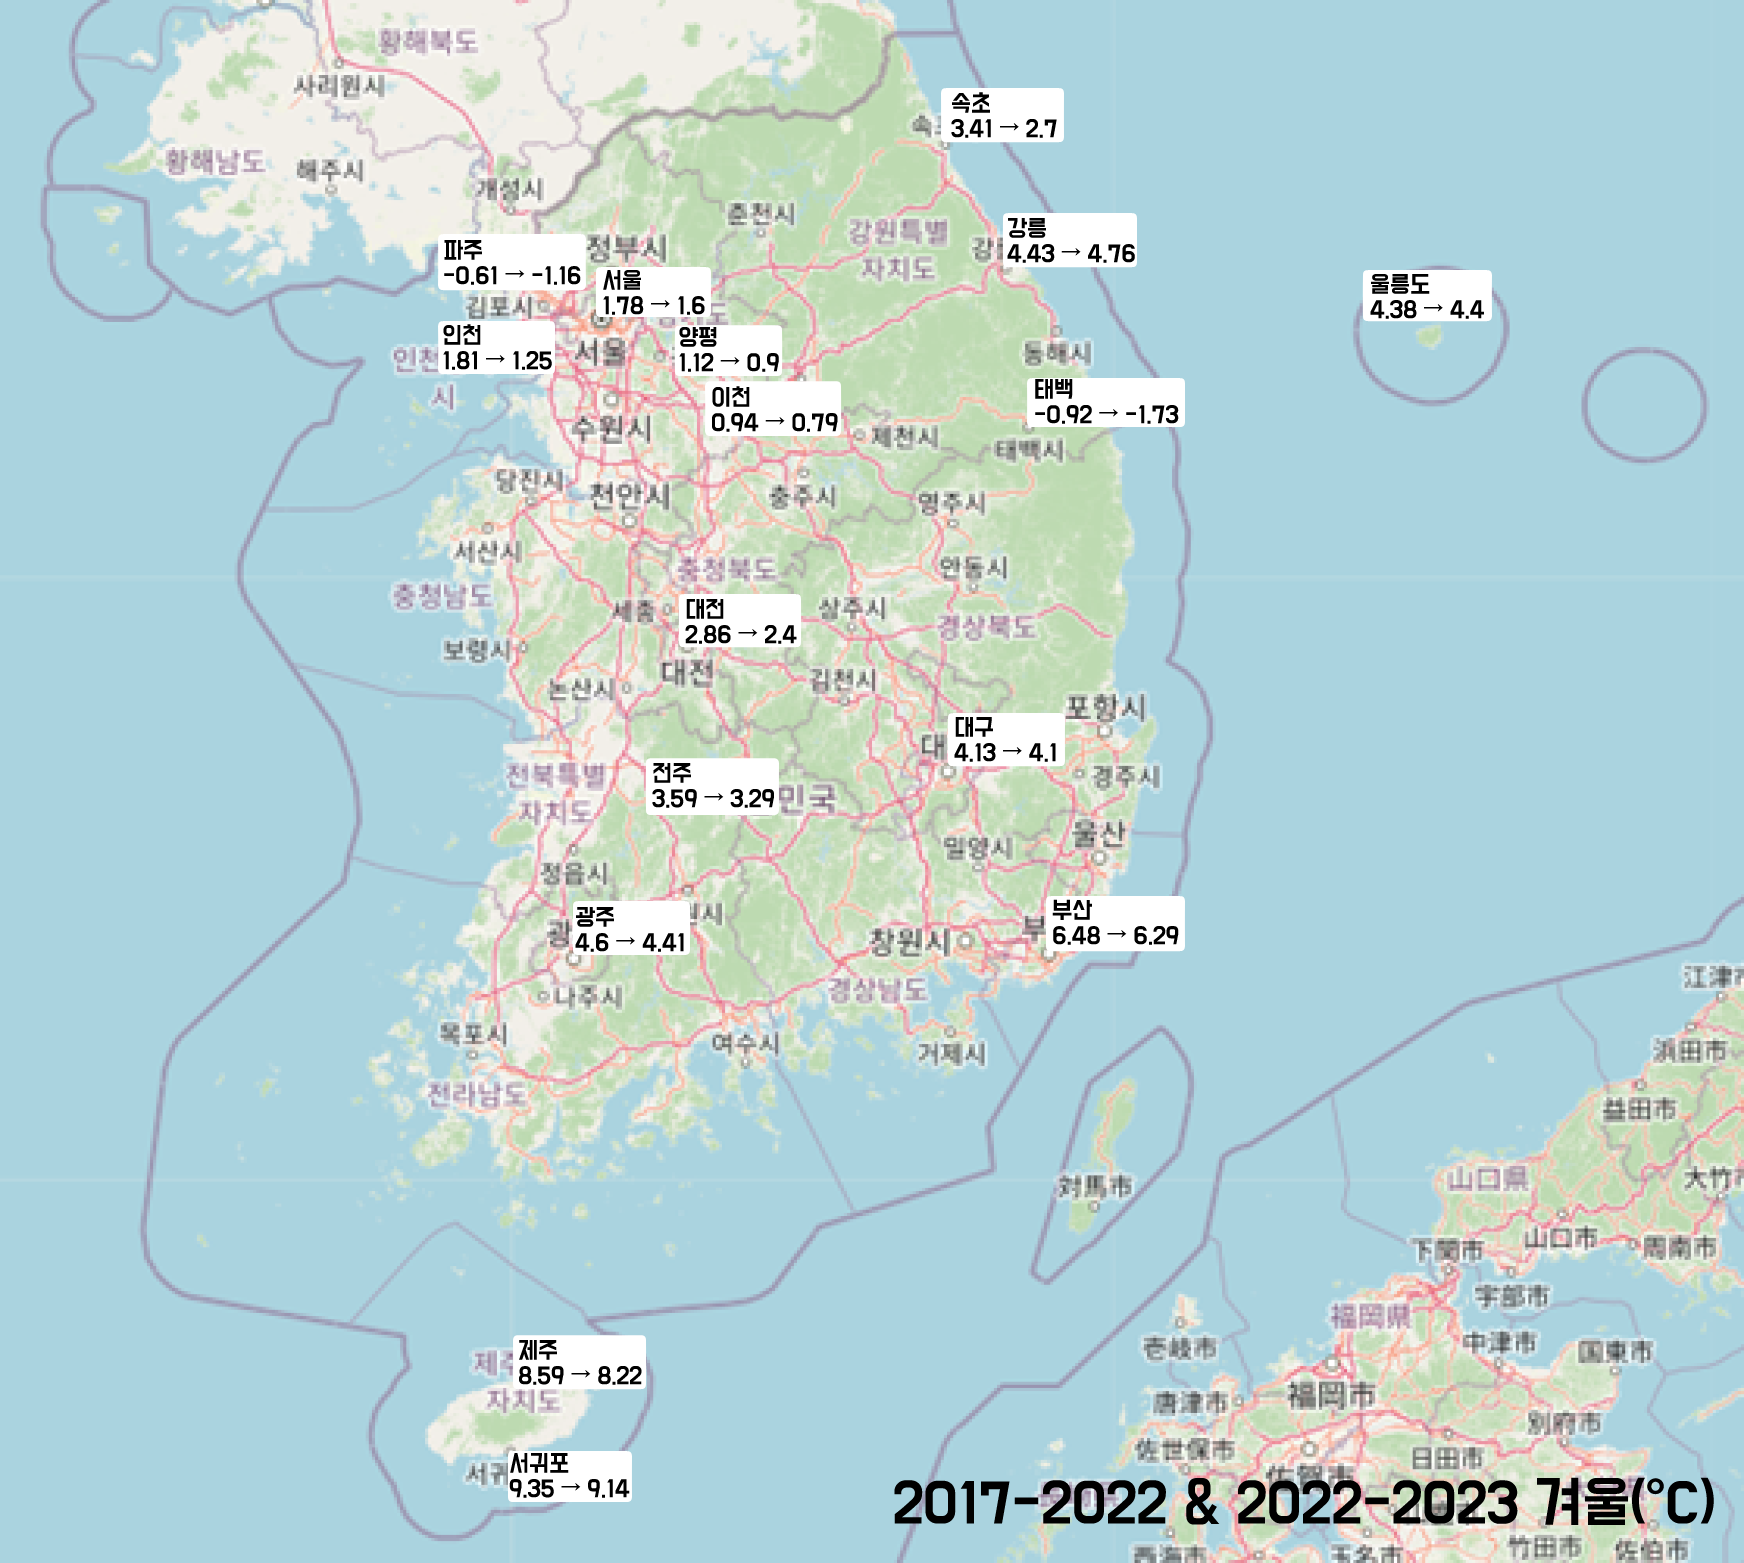 황해북도
사리원시
속초
3.41 → 2.7
황해남도
해주시
개성시
춘천시
강원특별
자치도
강릉
4.43 → 4.76
파주
-0.61 → -1.16
정부시
서울
1.78 → 1.6
김포시
울릉도
4.38 → 4.4
인천
1.81 → 1.25
인천
시
서울
양평
1.12 → 0.9
동해시
이천
0.94 → 0.79
태백
-0.92 → -1.73
수원시
제천시
태백시
당진시
천안시
충주시
영주시
서산시
충청북도
안동시
충청남도
세종
대전
2.86 → 2.4
상주시
경상북도
보령시
대전
김천시
논산시
포항시
대구
4.13 → 4.1
대
전북특별
자치도
전주
3.59 → 3.29
민국
경주시
울산
밀양시
정읍시
광주
4.6 → 4.41
광
시
창원시
부
부산
6.48 → 6.29
나주시
경상남도
목포시
여수시
거제시
전라남도
江津
浜田市
益田市
対馬市
山口県
大竹
下関市
山口市
周南市
宇部市
福岡県
제주
8.59 → 8.22
자치도
壱岐市
中津市
国東市
唐津市
福岡市
別府市
서귀포
9.35 → 9.14
佐世保市
日田市
佐賀市
2017-2022 & 2022-2023 겨울(°C)
西海市
玉名市
竹田市
佐伯市